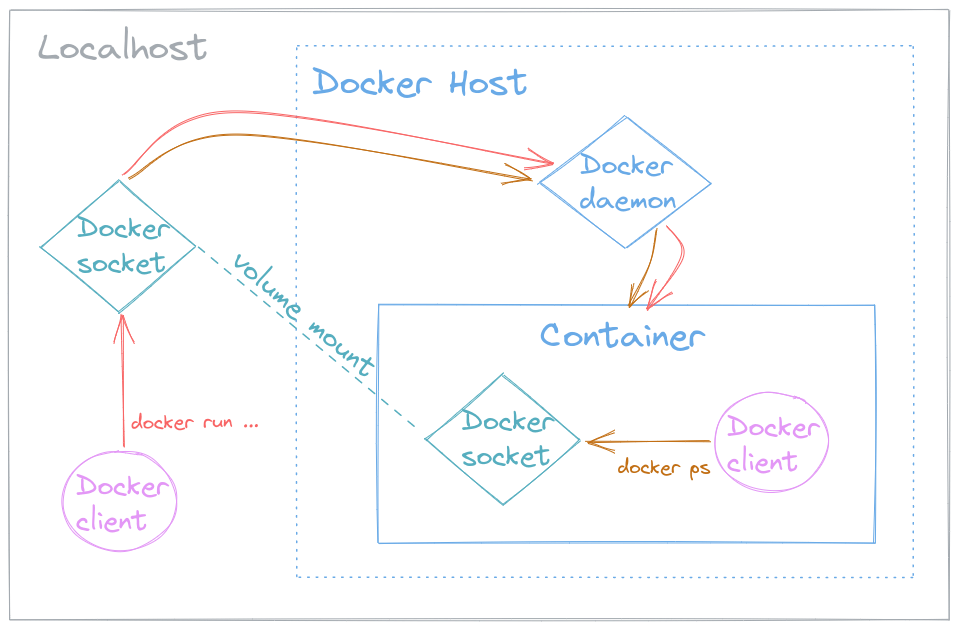 Localhost
Docker Host
Docker
daemon
Docker
socket
volume mount
Container
docker run ...
Docker
socket
Docker
client
docker ps
Docker
client